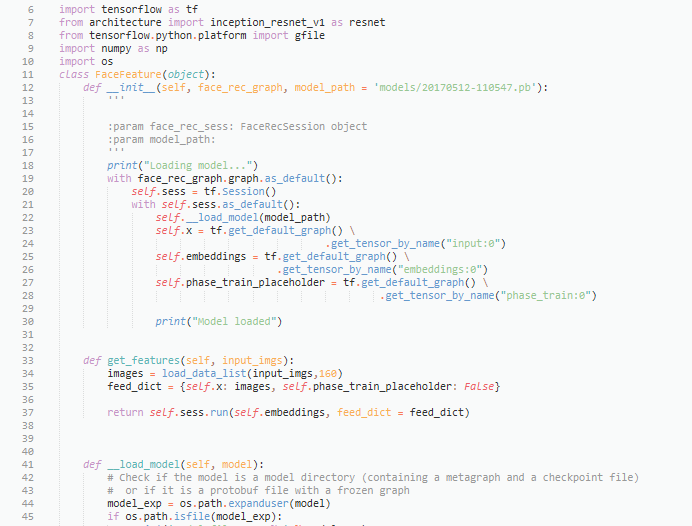 6 import tensorflow as tf
7 from architecture import inception_resnet_v1 as resnet
8 from tensorflow.python.platform import gfile
9 import numpy as np
10 import os
11 class FaceFeature(object):
12     def __init__(self, face_rec_graph, model_path = 'models/20170512-110547.pb'):
13         '''
14
15         :param face_rec_sess: FaceRecSession object
16         :param model_path:
17         '''
18         print("Loading model...")
19         with face_rec_graph.graph.as_default():
20             self.sess = tf.Session()
21             with self.sess.as_default():
22                 self.__load_model(model_path)
23                 self.x = tf.get_default_graph() \
24                                             .get_tensor_by_name("input:0")
25                 self.embeddings = tf.get_default_graph() \
26                                     .get_tensor_by_name("embeddings:0")
27                 self.phase_train_placeholder = tf.get_default_graph() \
28                                                      .get_tensor_by_name("phase_train:0")
29
30                 print("Model loaded")
31
32
33     def get_features(self, input_imgs):
34         images = load_data_list(input_imgs,160)
35         feed_dict = {self.x: images, self.phase_train_placeholder: False}
36
37         return self.sess.run(self.embeddings, feed_dict = feed_dict)
38
39
40
41     def __load_model(self, model):
42         # Check if the model is a model directory (containing a metagraph and a checkpoint file)
43         #  or if it is a protobuf file with a frozen graph
44         model_exp = os.path.expanduser(model)
45         if os.path.isfile(model_exp):